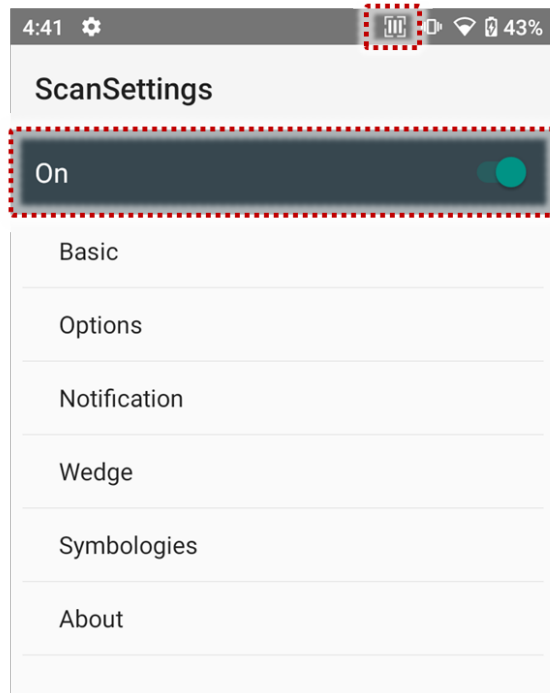 4:41 43%
ScanSettings
On
Basic
Options
Notification
Wedge
Symbologies
About